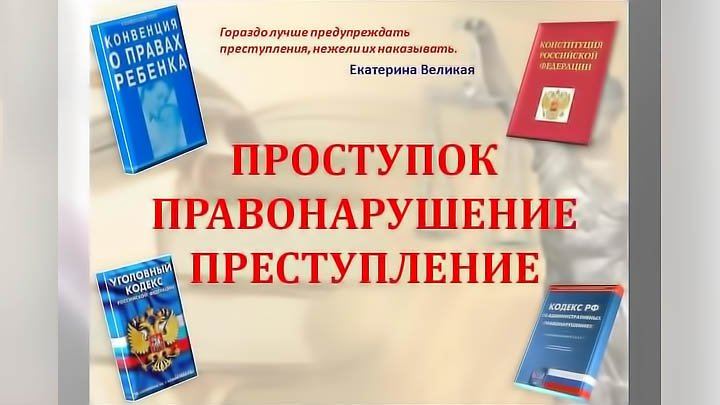 Гораздо лучше предупреждать
преступления, нежели их наказывать.
Екатерина Великая
КОНВЕНЦИЯ
О ПРАВАХ
РЕБЕНКА
КОНСТИТУЦИЯ
РОССИЙСКОЙ
ФЕДЕРАЦИИ
ПРОСТУПОК
ПРАВОНАРУШЕНИЕ
ПРЕСТУПЛЕНИЕ
УГОЛОВНЫЙ
КОДЕКС
РОССИЙСКОЙ ФЕДЕРАЦИИ
КОДЕКС РФ
ОБ АДМИНИСТРАТИВНЫХ
ПРАВОНАРУШЕНИЯХ